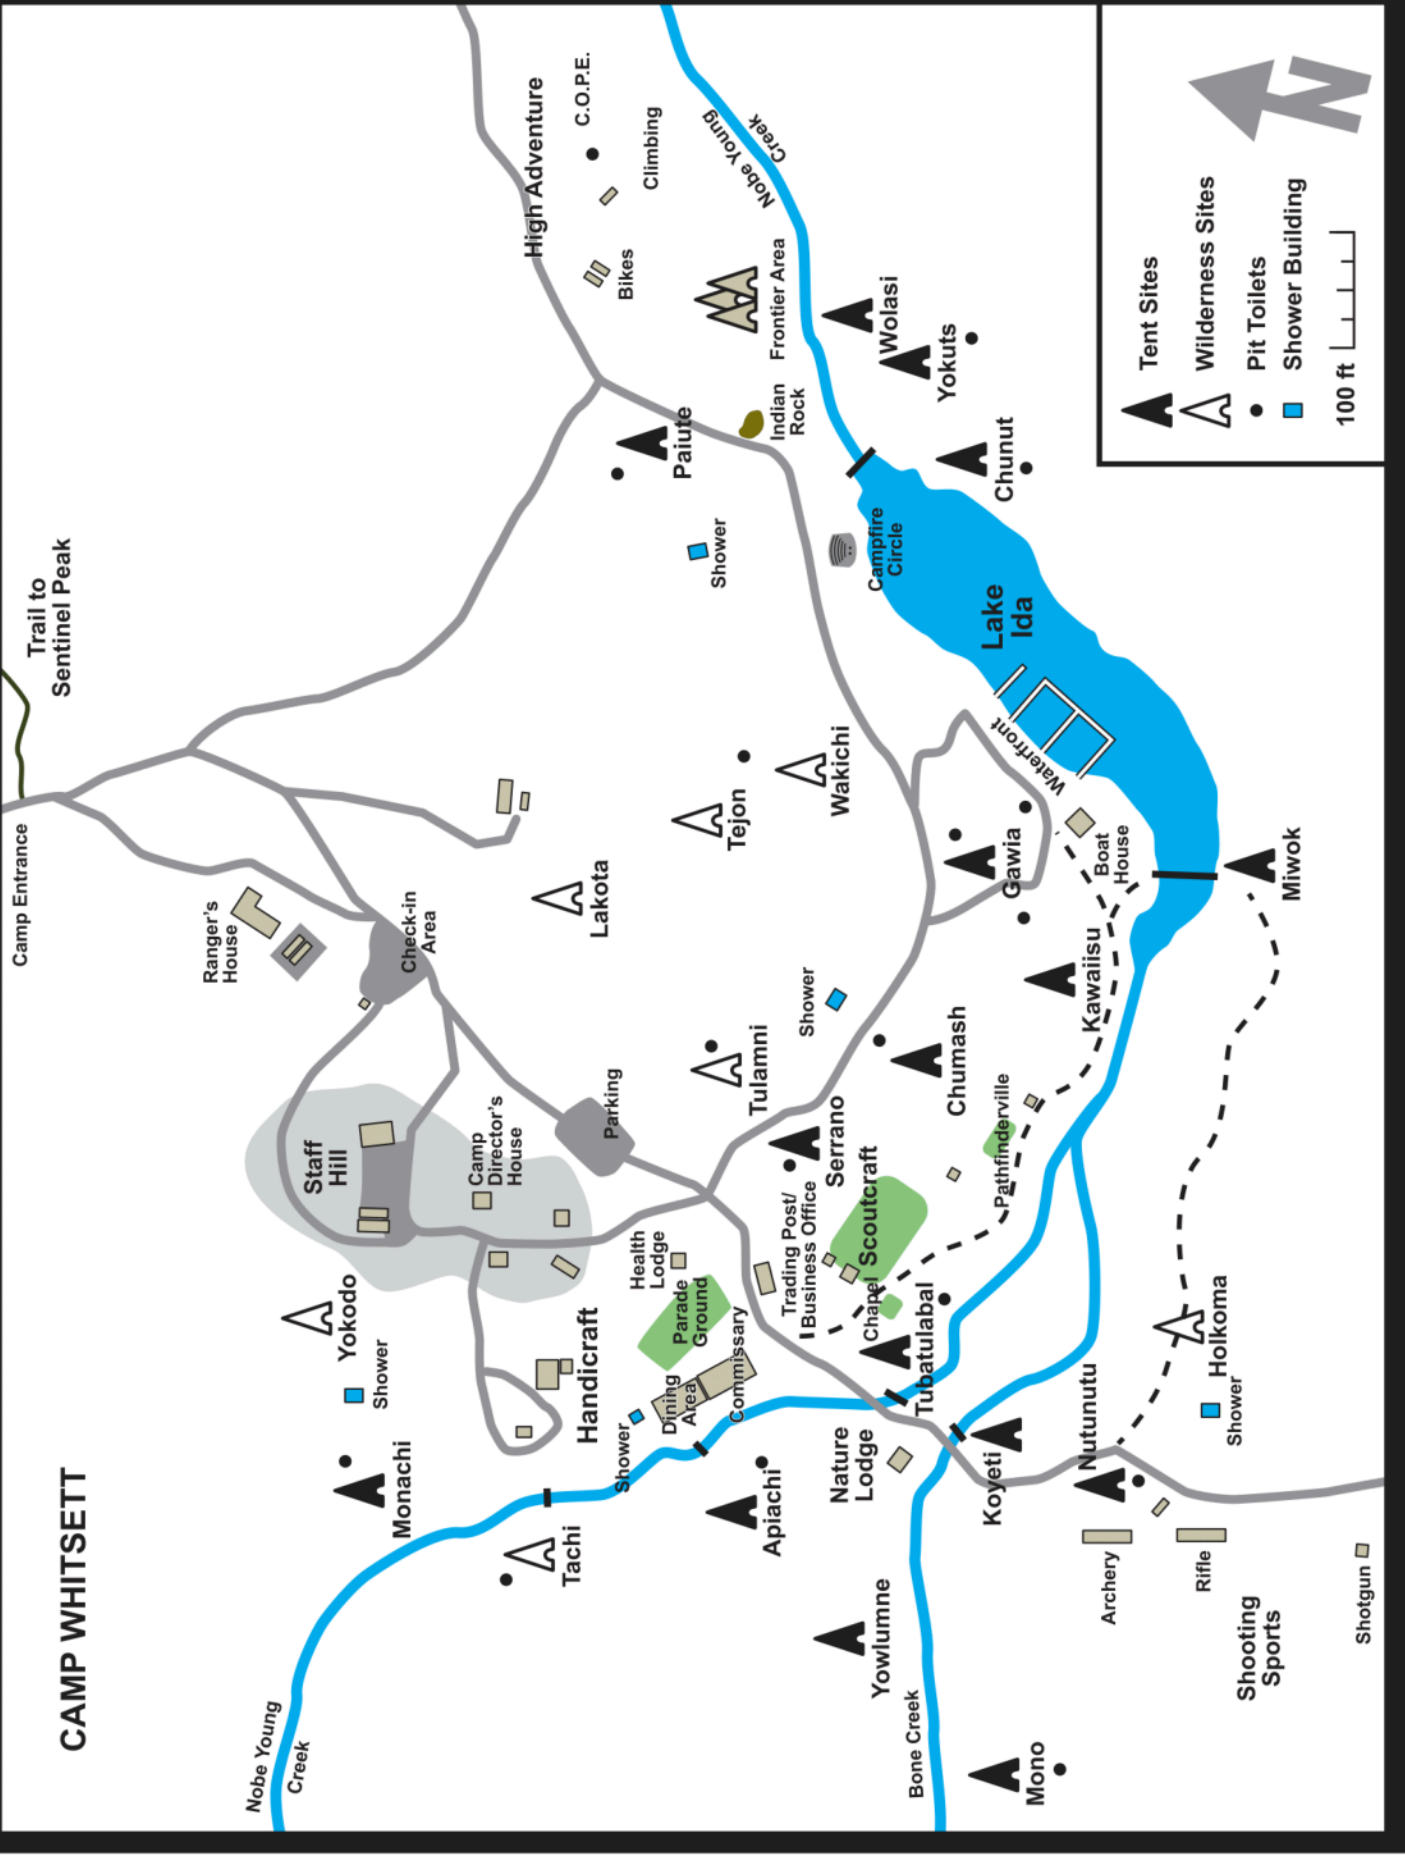 CAMP WHITSETT
Trail to
Sentinel Peak
Camp Entrance
Ranger's
House
Check-in
Area
Staff
Hill
Camp
Director's
House
Parking
Yokodo
Shower
Monachi
Nobe Young
Creek
Tachi
Handicraft
Health
Lodge
Parade
Ground
Dining
Area
Commissary
Shower
Apiachi
Trading Post/
Business Office
Serrano
Scoutcraft
Chapel
Tubatulabal
Nature
Lodge
Koyeti
Yowlumne
Bone Creek
Mono
Nutunutu
Archery
Rifle
Shooting
Sports
Shotgun
Holkoma
Shower
Pathfinderville
Chumash
Kawaiisu
Shower
Tulamni
Lakota
Tejon
Wakichi
Gawia
Boat
House
Waterfront
Miwok
Lake
Ida
Campfire
Circle
Shower
Paiute
Indian
Rock
Chunut
Yokuts
Wolasi
Frontier Area
Nobe Young
Creek
High Adventure
C.O.P.E.
Climbing
Bikes
Tent Sites
Wilderness Sites
Pit Toilets
Shower Building
100 ft
N